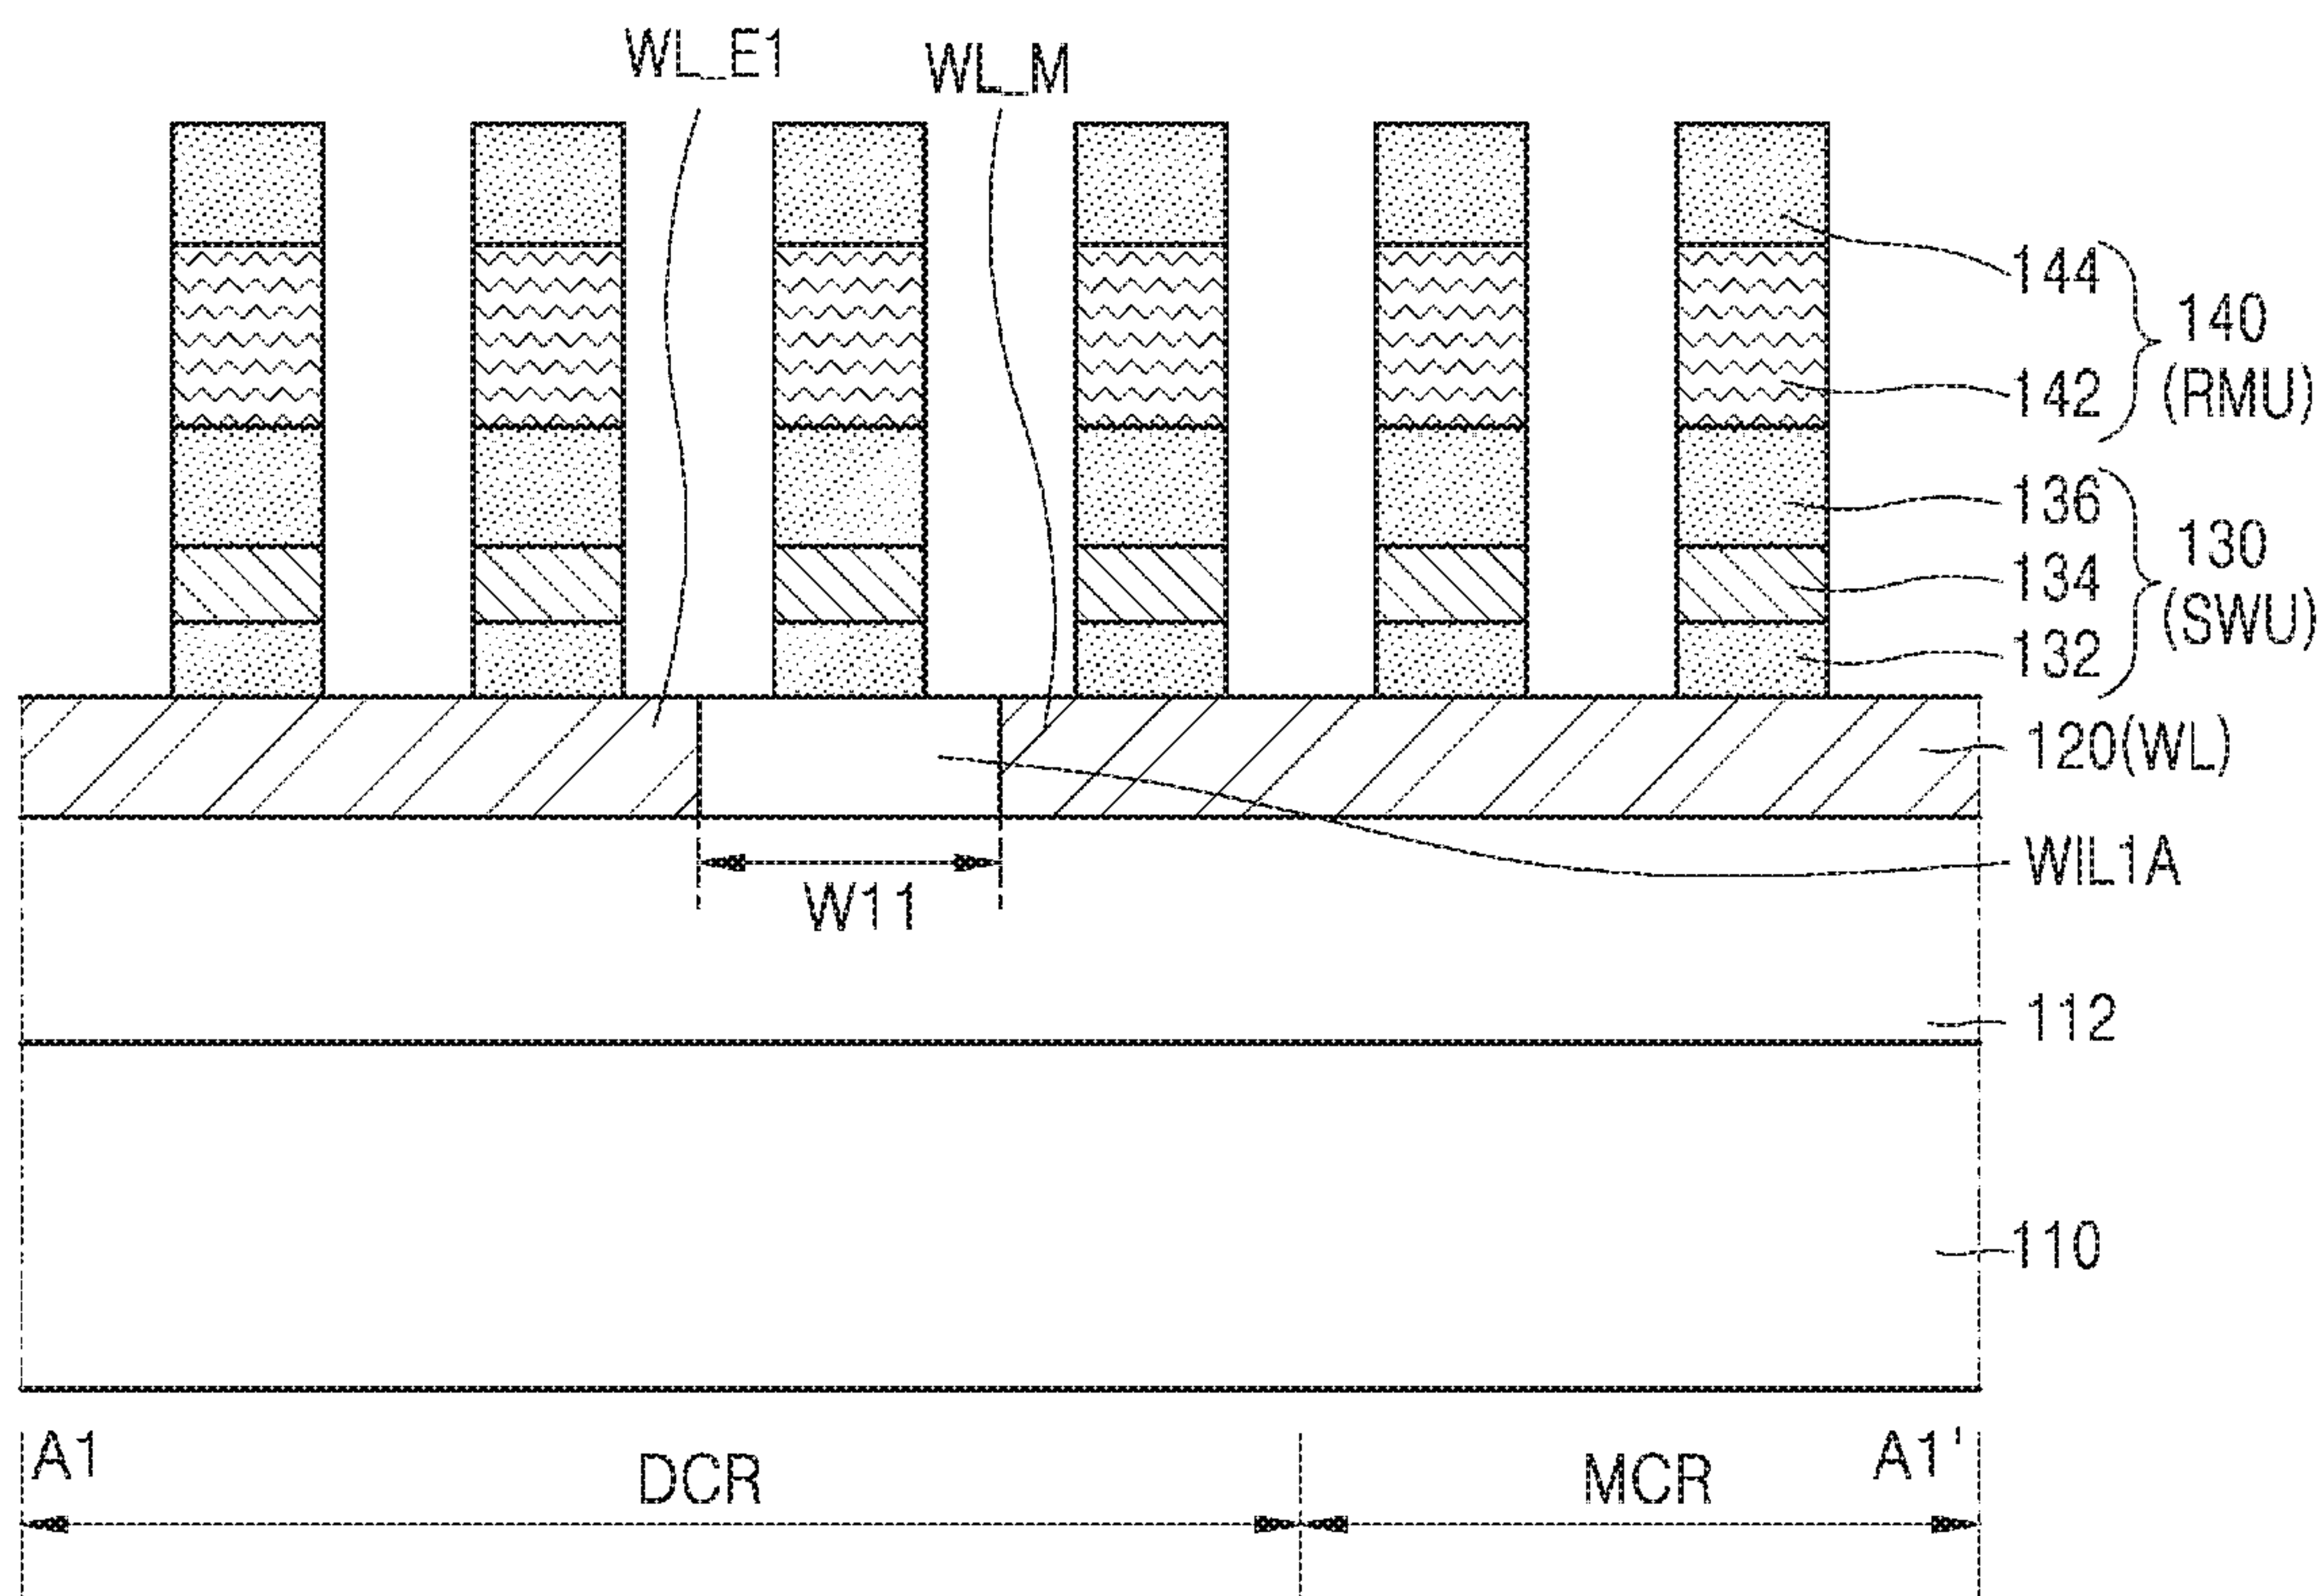 WL_E1
WL_M
144
140
142
(RMU)
136
130
134
(SWU)
132
120(WL)
WIL1A
W11
112
110
A1
DCR
MCR
A1'